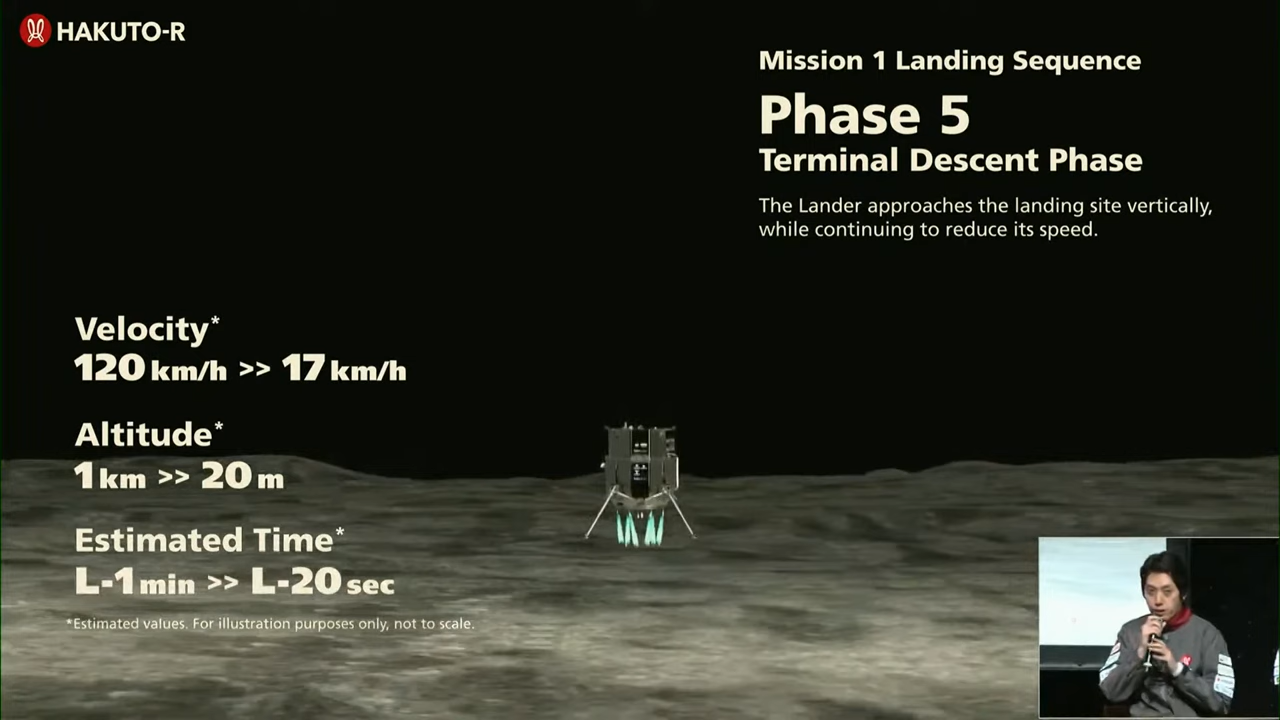 HAKUTO-R
Mission 1 Landing Sequence
Phase 5
Terminal Descent Phase
The Lander approaches the landing site vertically,
while continuing to reduce its speed.
Velocity*
120 km/h >> 17 km/h
Altitude*
1 km >> 20 m
Estimated Time*
L-1 min >> L-20 sec
*Estimated values. For illustration purposes only, not to scale.